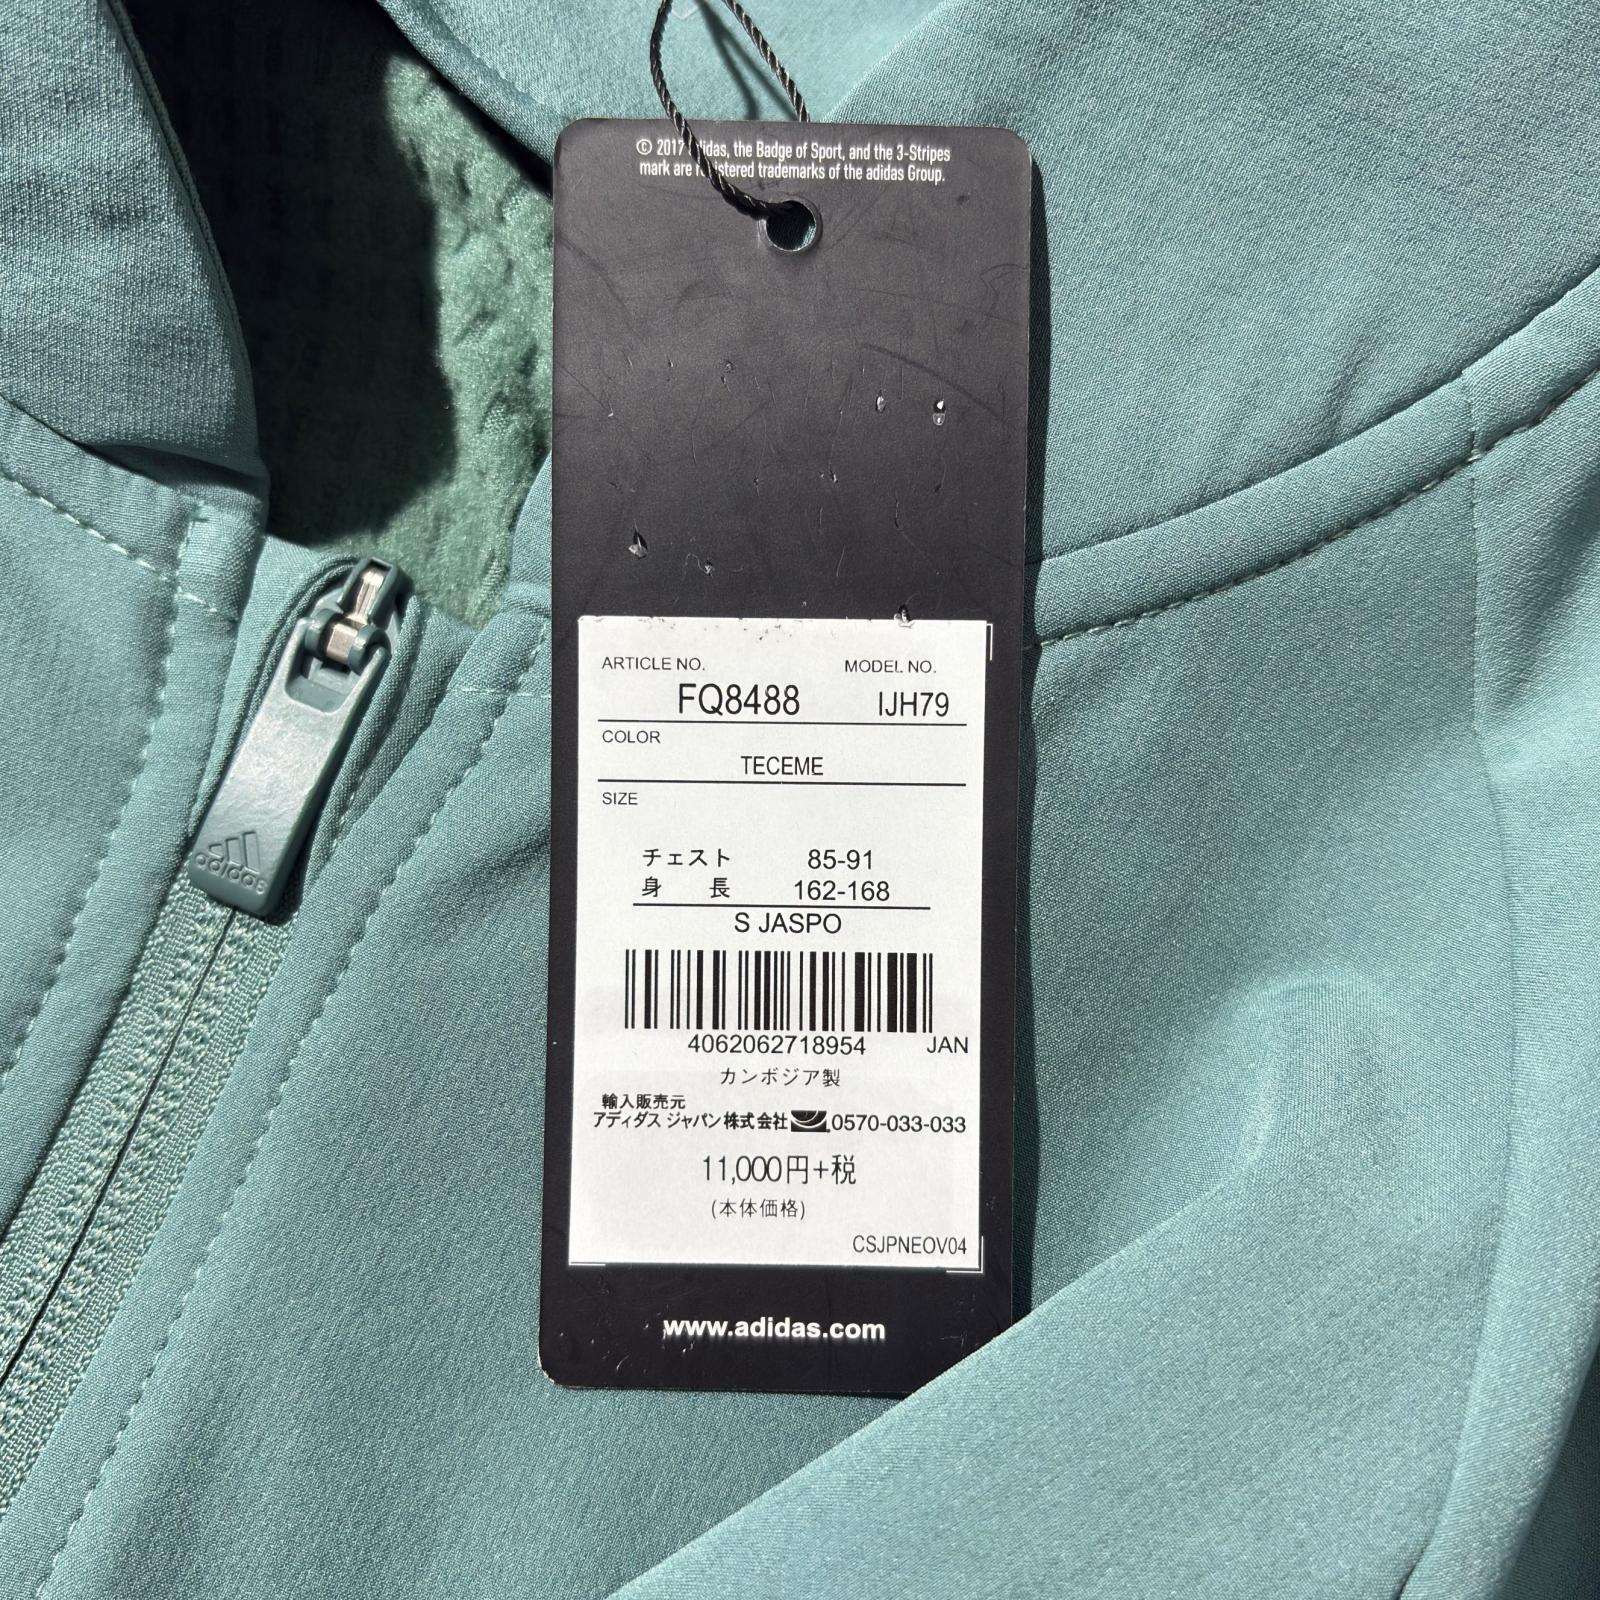 © 2017 adidas, the Badge of Sport, and the 3-Stripes
mark are registered trademarks of the adidas Group.
ARTICLE NO. MODEL NO.
FQ8488 IJH79
COLOR
TECEME
SIZE
チェスト 85-91
身 長 162-168
S JASPO
4062062718954 JAN
カンボジア製
輸入販売元
アディダス ジャパン株式会社 0570-033-033
11,000円+税
(本体価格)
CSJPNEOV04
www.adidas.com
adidas